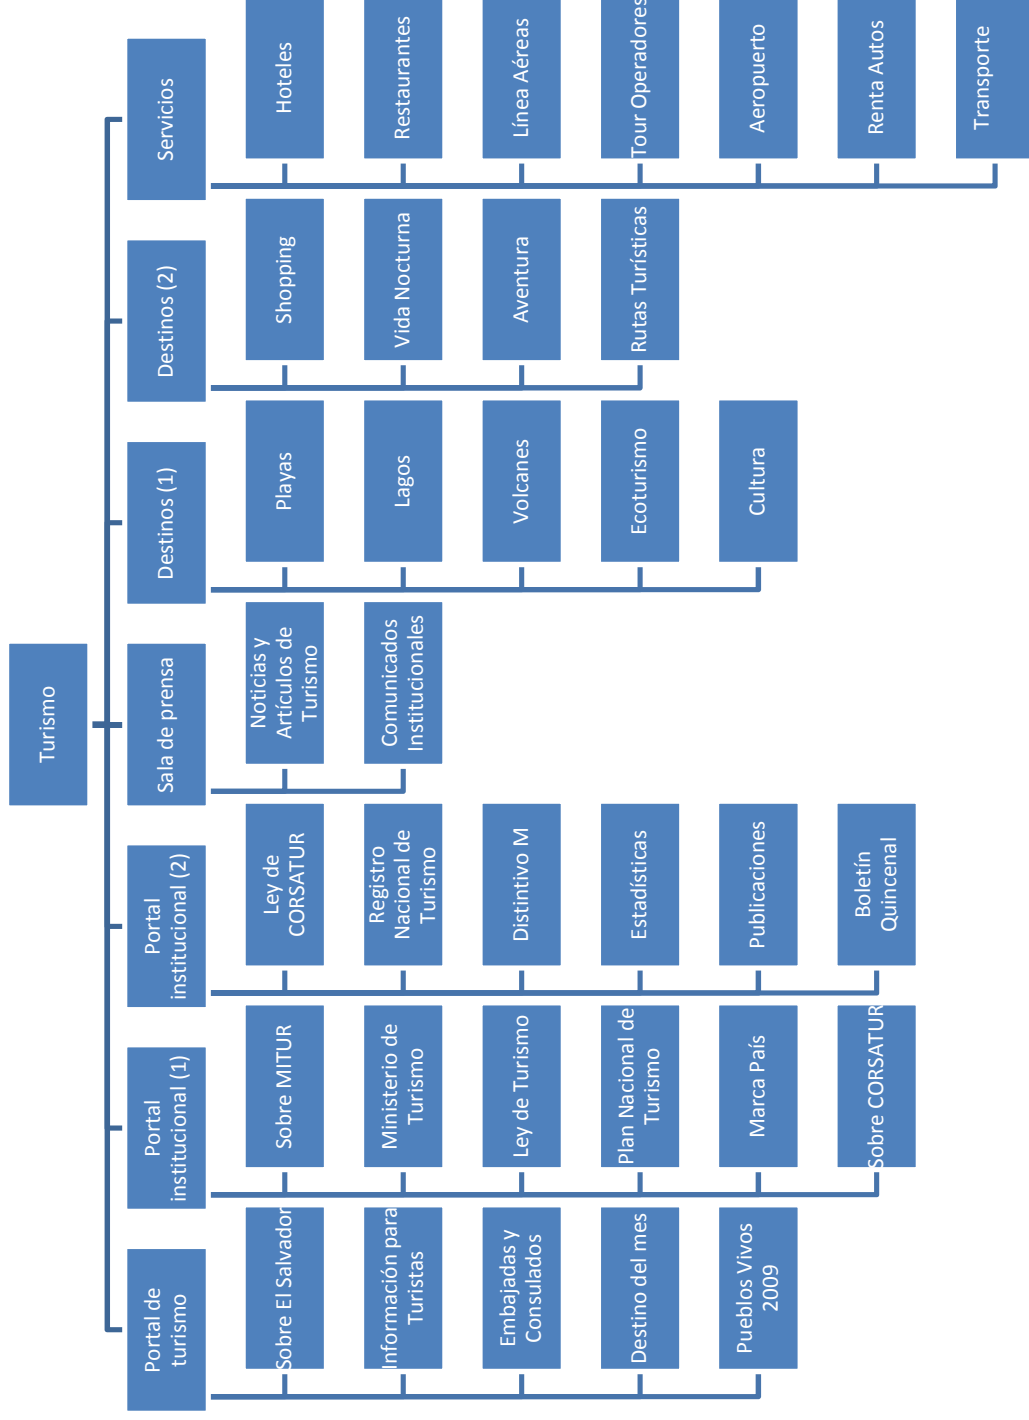 Turismo
Portal de
turismo
Sobre El Salvador
Información para
Turistas
Embajadas y
Consulados
Destino del mes
Pueblos Vivos
2009
Portal
institucional (1)
Sobre MITUR
Ministerio de
Turismo
Ley de Turismo
Plan Nacional de
Turismo
Marca País
Sobre CORSATUR
Portal
institucional (2)
Ley de
CORSATUR
Registro
Nacional de
Turismo
Distintivo M
Estadísticas
Publicaciones
Boletín
Quincenal
Sala de prensa
Noticias y
Artículos de
Turismo
Comunicados
Institucionales
Destinos (1)
Playas
Lagos
Volcanes
Ecoturismo
Cultura
Destinos (2)
Shopping
Vida Nocturna
Aventura
Rutas Turísticas
Servicios
Hoteles
Restaurantes
Línea Aéreas
Tour Operadores
Aeropuerto
Renta Autos
Transporte